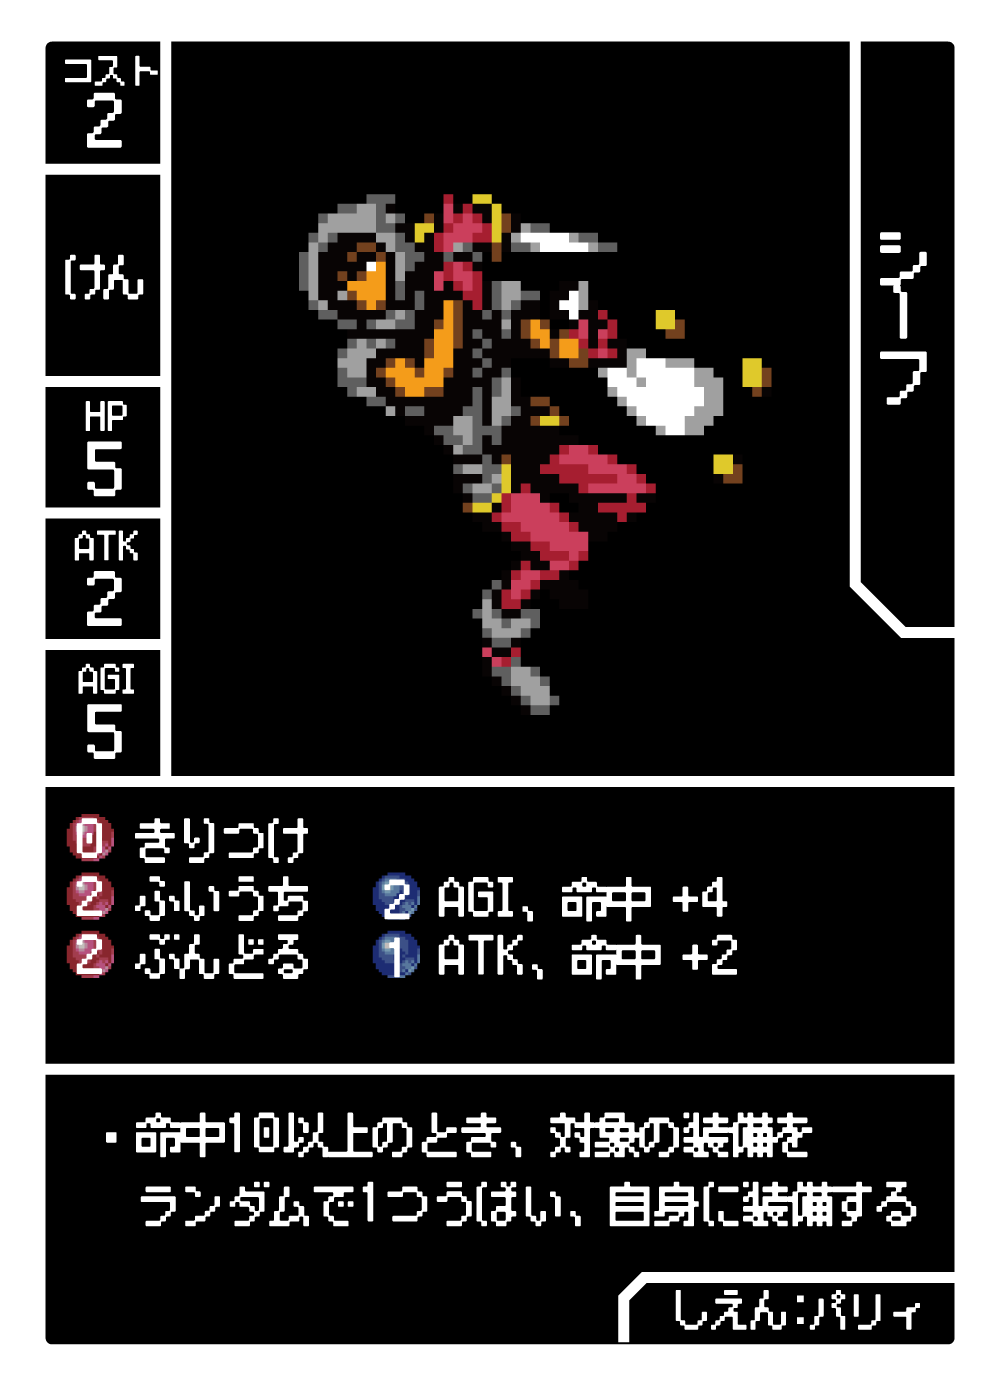 コスト
2
けん
HP
5
ATK
2
AGI
5
シーフ
0 きりつけ
2 ふいうち 2 AGI、命中 +4
2 ぶんどる 1 ATK、命中 +2
・命中10以上のとき、対象の装備を
ランダムで1つうばい、自身に装備する
しえん:パリィ